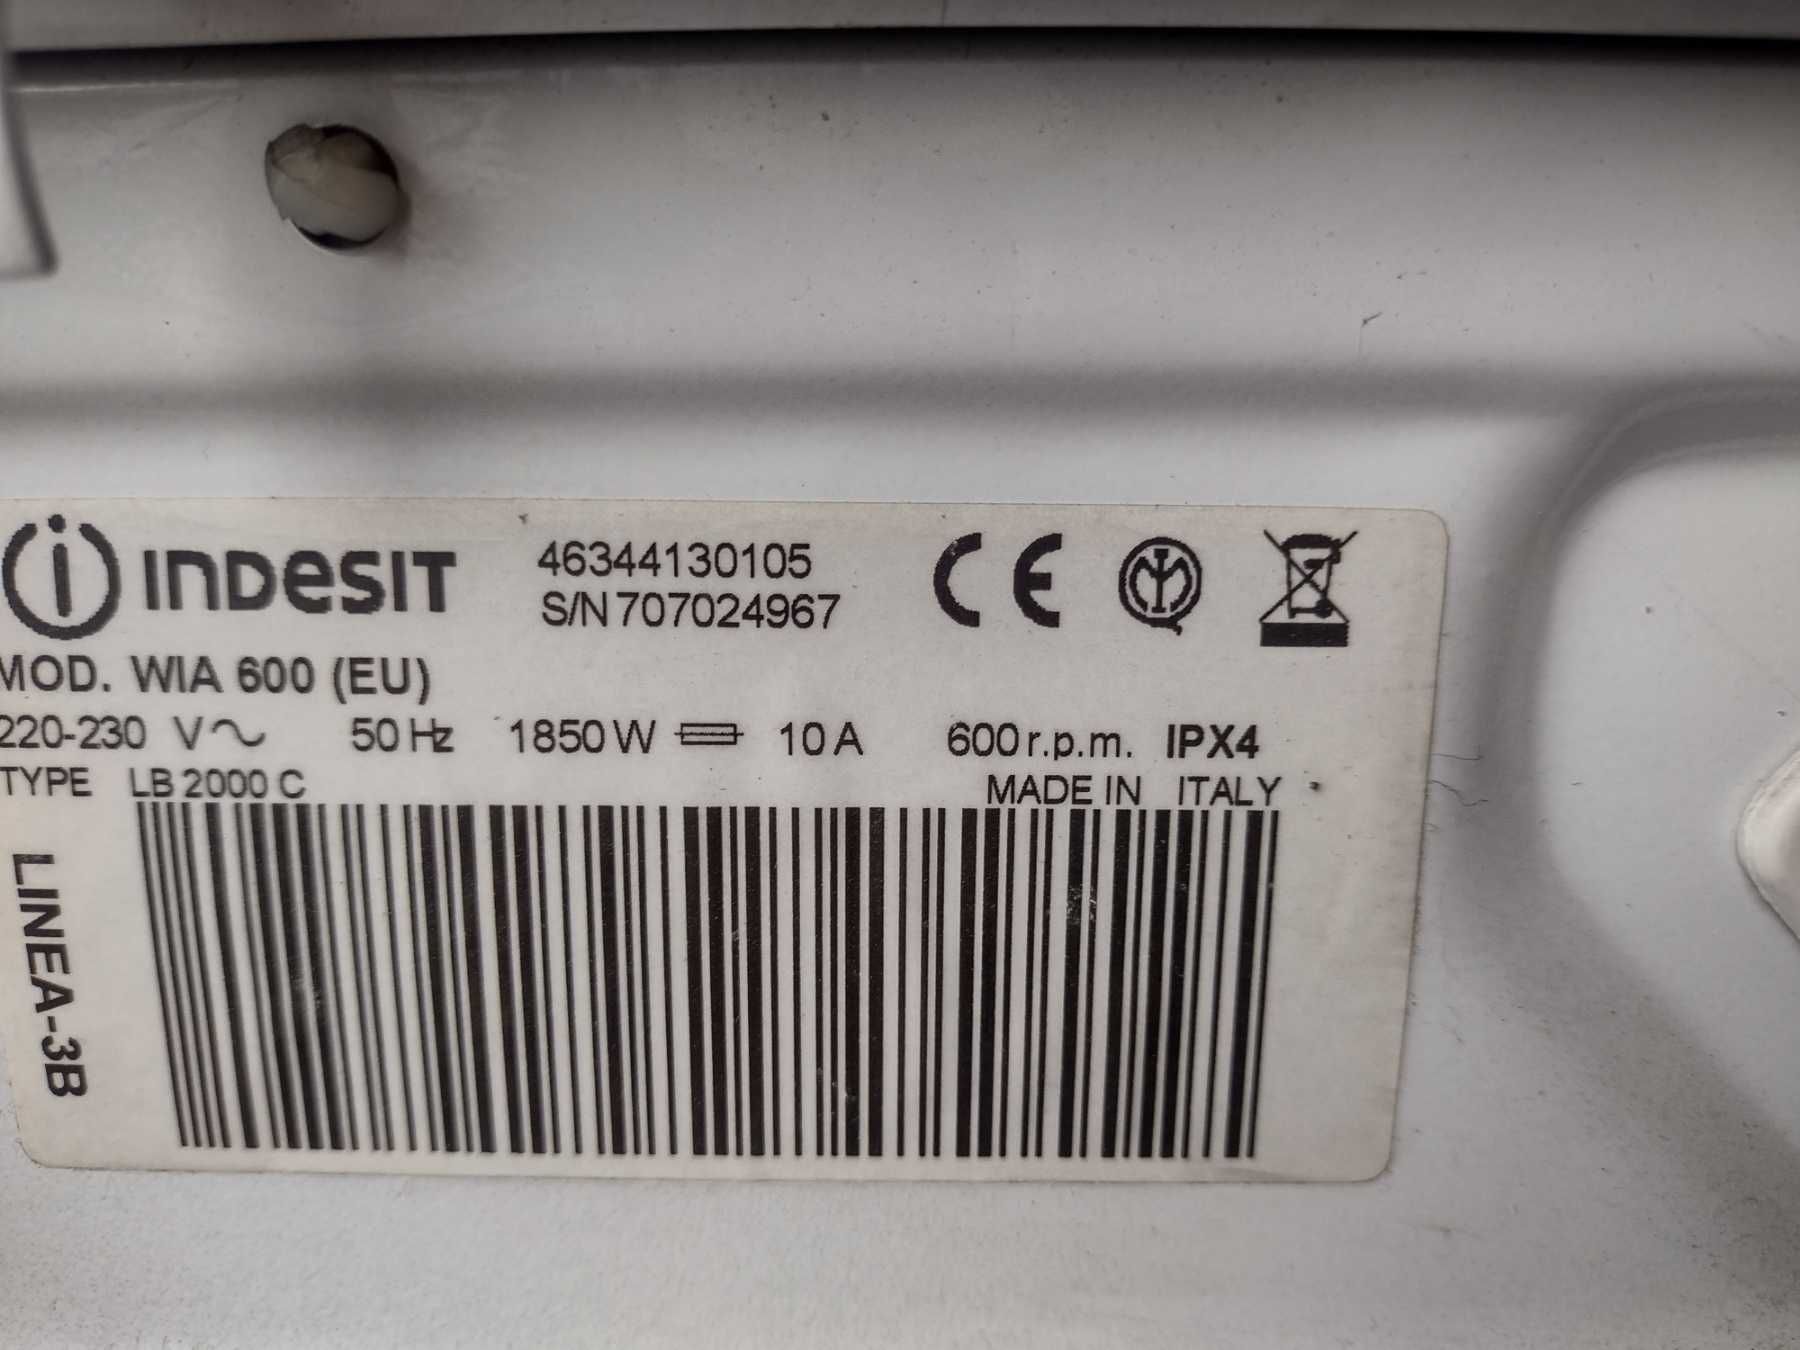 INDESIT
46344130105
S/N 707024967
CE
MOD. WIA 600 (EU)
220-230 V~ 50 Hz 1850 W 10 A 600 r.p.m. IPX4
TYPE LB 2000 C MADE IN ITALY
LINEA-3B